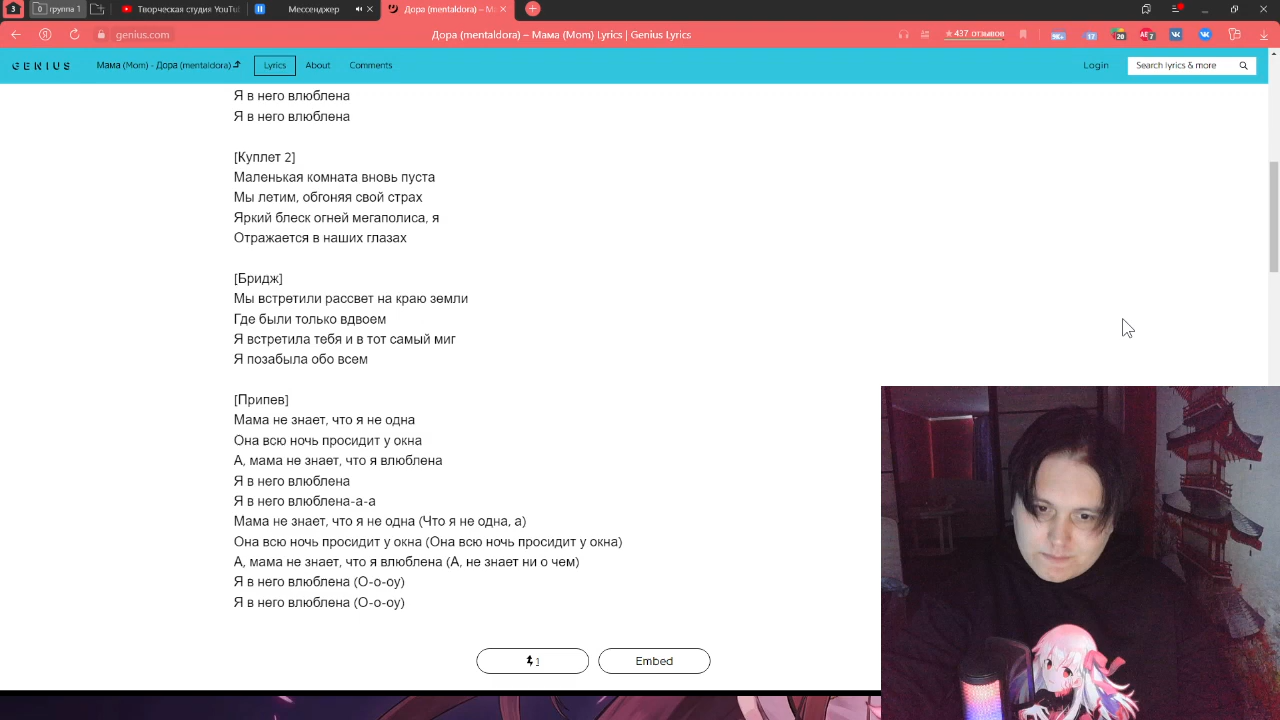 3
0 группа 1
Творческая студия YouTu
Мессенджер
Дора (mentaldora) – Ма
genius.com
Дора (mentaldora) – Мама (Mom) Lyrics | Genius Lyrics
437 отзывов
GENIUS
Мама (Mom) - Дора (mentaldora)
Lyrics
About
Comments
Login
Search lyrics & more
Я в него влюблена
Я в него влюблена
[Куплет 2]
Маленькая комната вновь пуста
Мы летим, обгоняя свой страх
Яркий блеск огней мегаполиса, я
Отражается в наших глазах
[Бридж]
Мы встретили рассвет на краю земли
Где были только вдвоем
Я встретила тебя и в тот самый миг
Я позабыла обо всем
[Припев]
Мама не знает, что я не одна
Она всю ночь просидит у окна
А, мама не знает, что я влюблена
Я в него влюблена
Я в него влюблена-а-а
Мама не знает, что я не одна (Что я не одна, а)
Она всю ночь просидит у окна (Она всю ночь просидит у окна)
А, мама не знает, что я влюблена (А, не знает ни о чем)
Я в него влюблена (О-о-оу)
Я в него влюблена (О-о-оу)
1
Embed